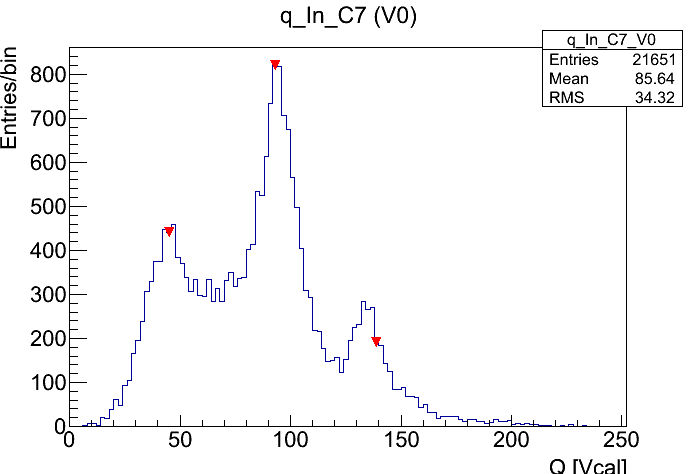 q_In_C7 (V0)
q_In_C7_V0
Entries 21651
Mean 85.64
RMS 34.32
Entries/bin
800
700
600
500
400
300
200
100
0
0 50 100 150 200 250
Q [Vcal]